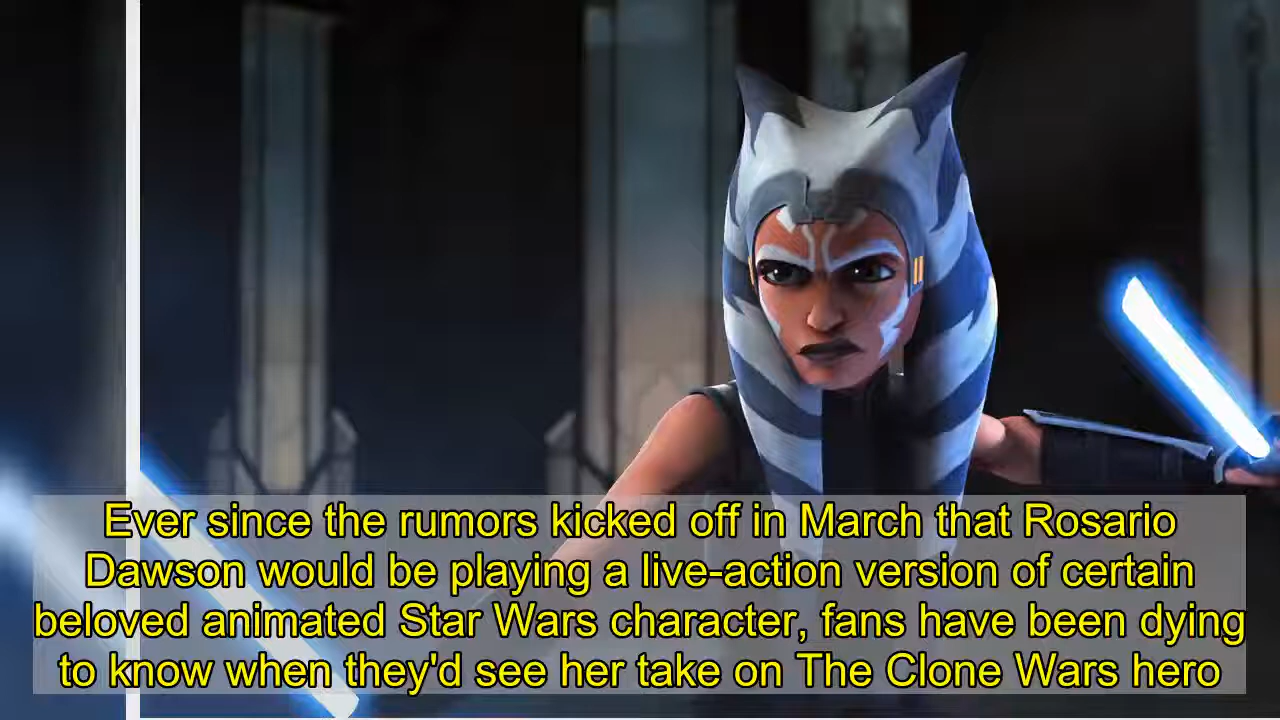 Ever since the rumors kicked off in March that Rosario
Dawson would be playing a live-action version of certain
beloved animated Star Wars character, fans have been dying
to know when they'd see her take on The Clone Wars hero